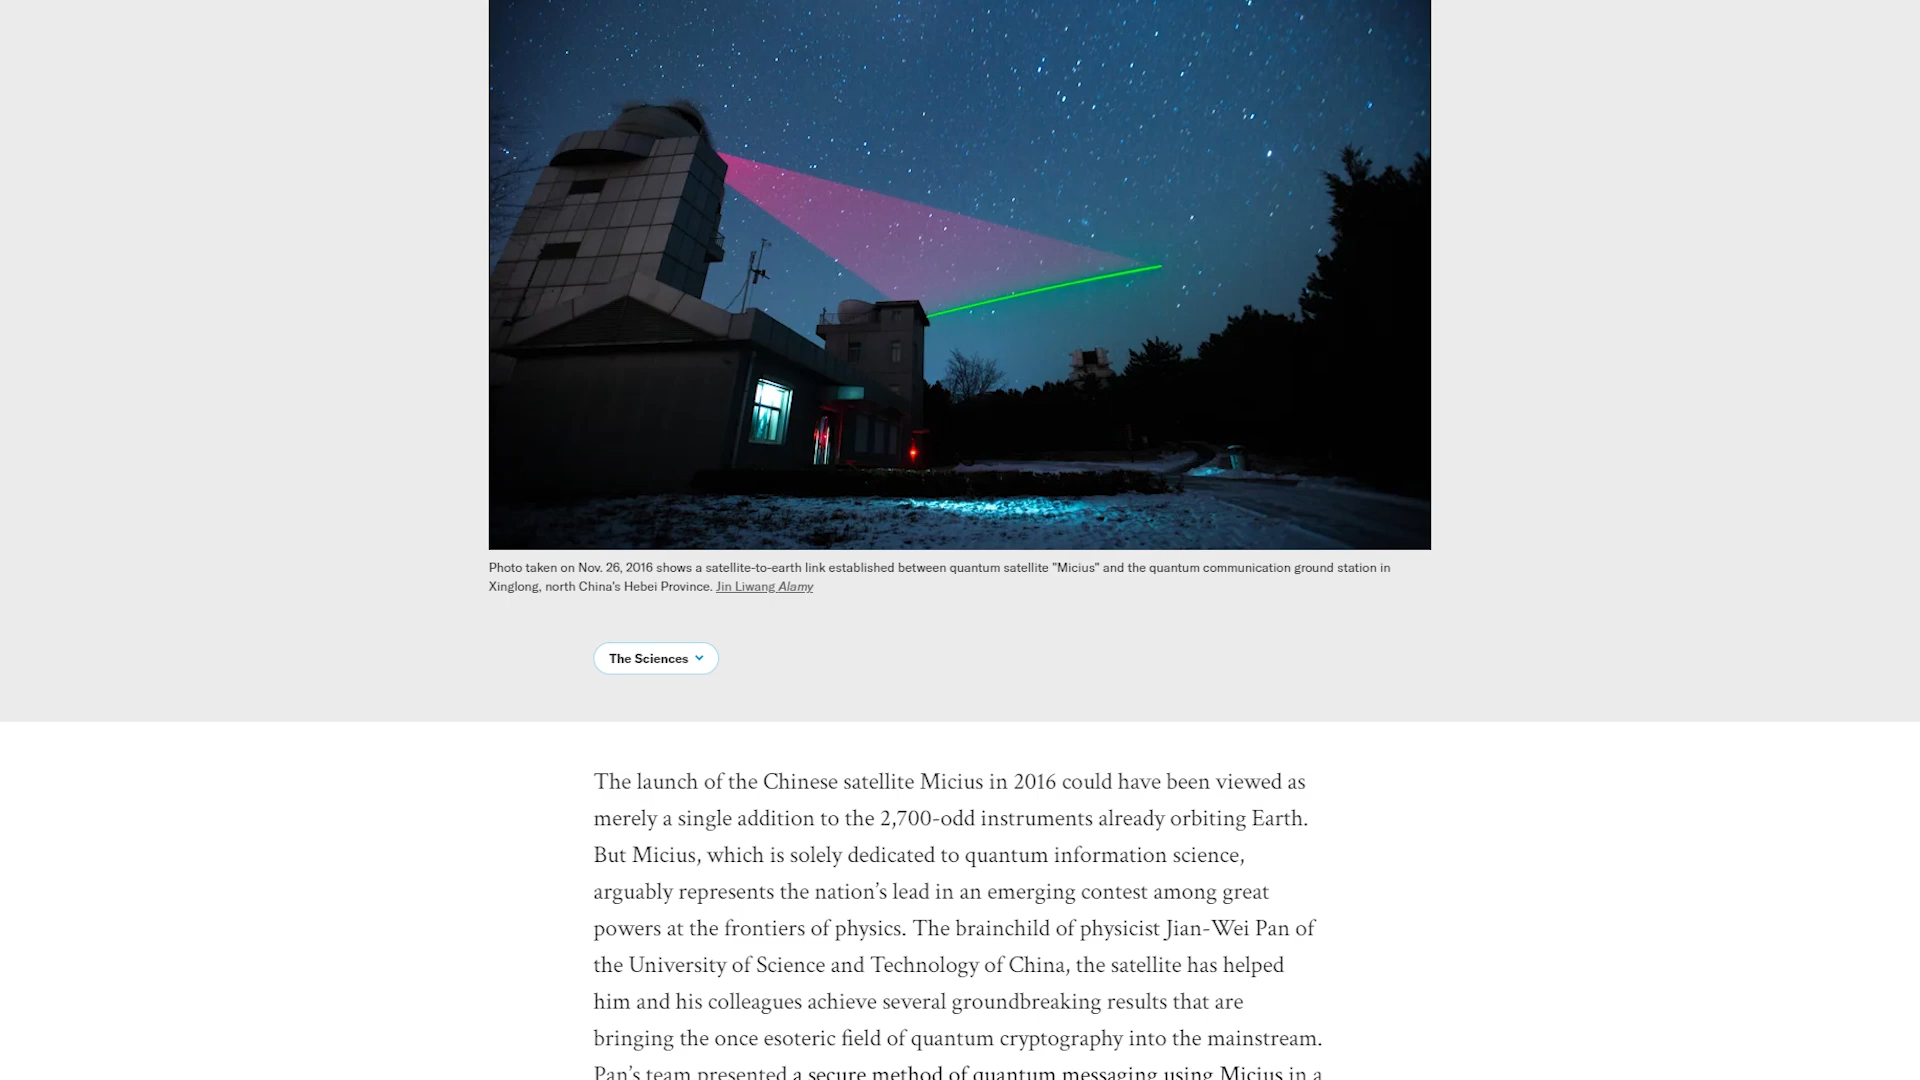 Photo taken on Nov. 26, 2016 shows a satellite-to-earth link established between quantum satellite "Micius" and the quantum communication ground station in
Xinglong, north China's Hebei Province. Jin Liwang Alamy
The Sciences
The launch of the Chinese satellite Micius in 2016 could have been viewed as
merely a single addition to the 2,700-odd instruments already orbiting Earth.
But Micius, which is solely dedicated to quantum information science,
arguably represents the nation’s lead in an emerging contest among great
powers at the frontiers of physics. The brainchild of physicist Jian-Wei Pan of
the University of Science and Technology of China, the satellite has helped
him and his colleagues achieve several groundbreaking results that are
bringing the once esoteric field of quantum cryptography into the mainstream.
Pan’s team presented a secure method of quantum messaging using Micius in a